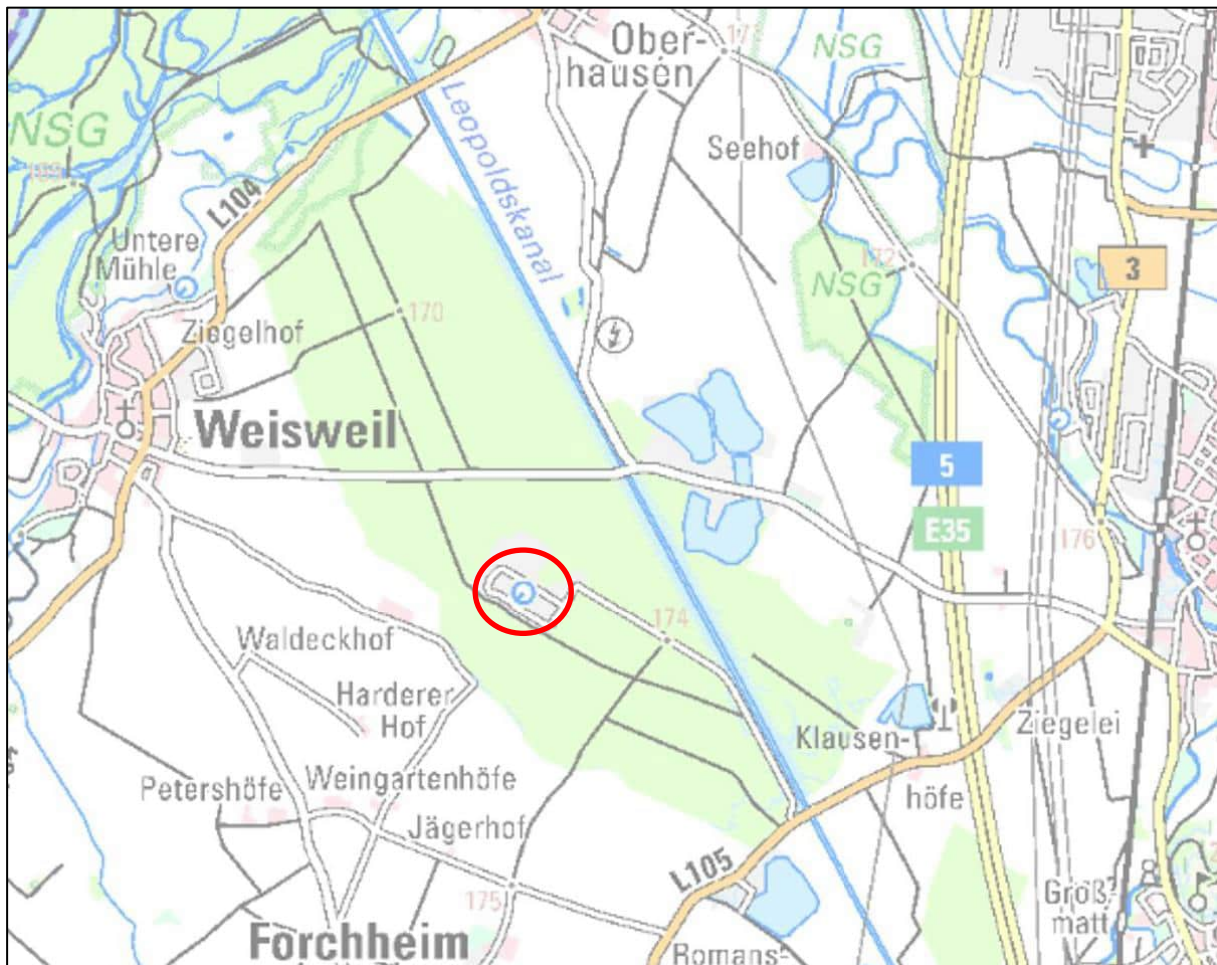 Ober-
hausen
17
NSG
Leopoldskanal
Seehof
NSG
169
L104
Untere
Mühle
172
NSG
3
170
Ziegelhof
Weisweil
5
E35
176
174
Waldeckhof
Harderer
Hof
Klausen-
höfe
Ziegelei
Petershöfe
Weingartenhöfe
Jägerhof
L105
175
Groß-
matt
Forchheim
Romans-